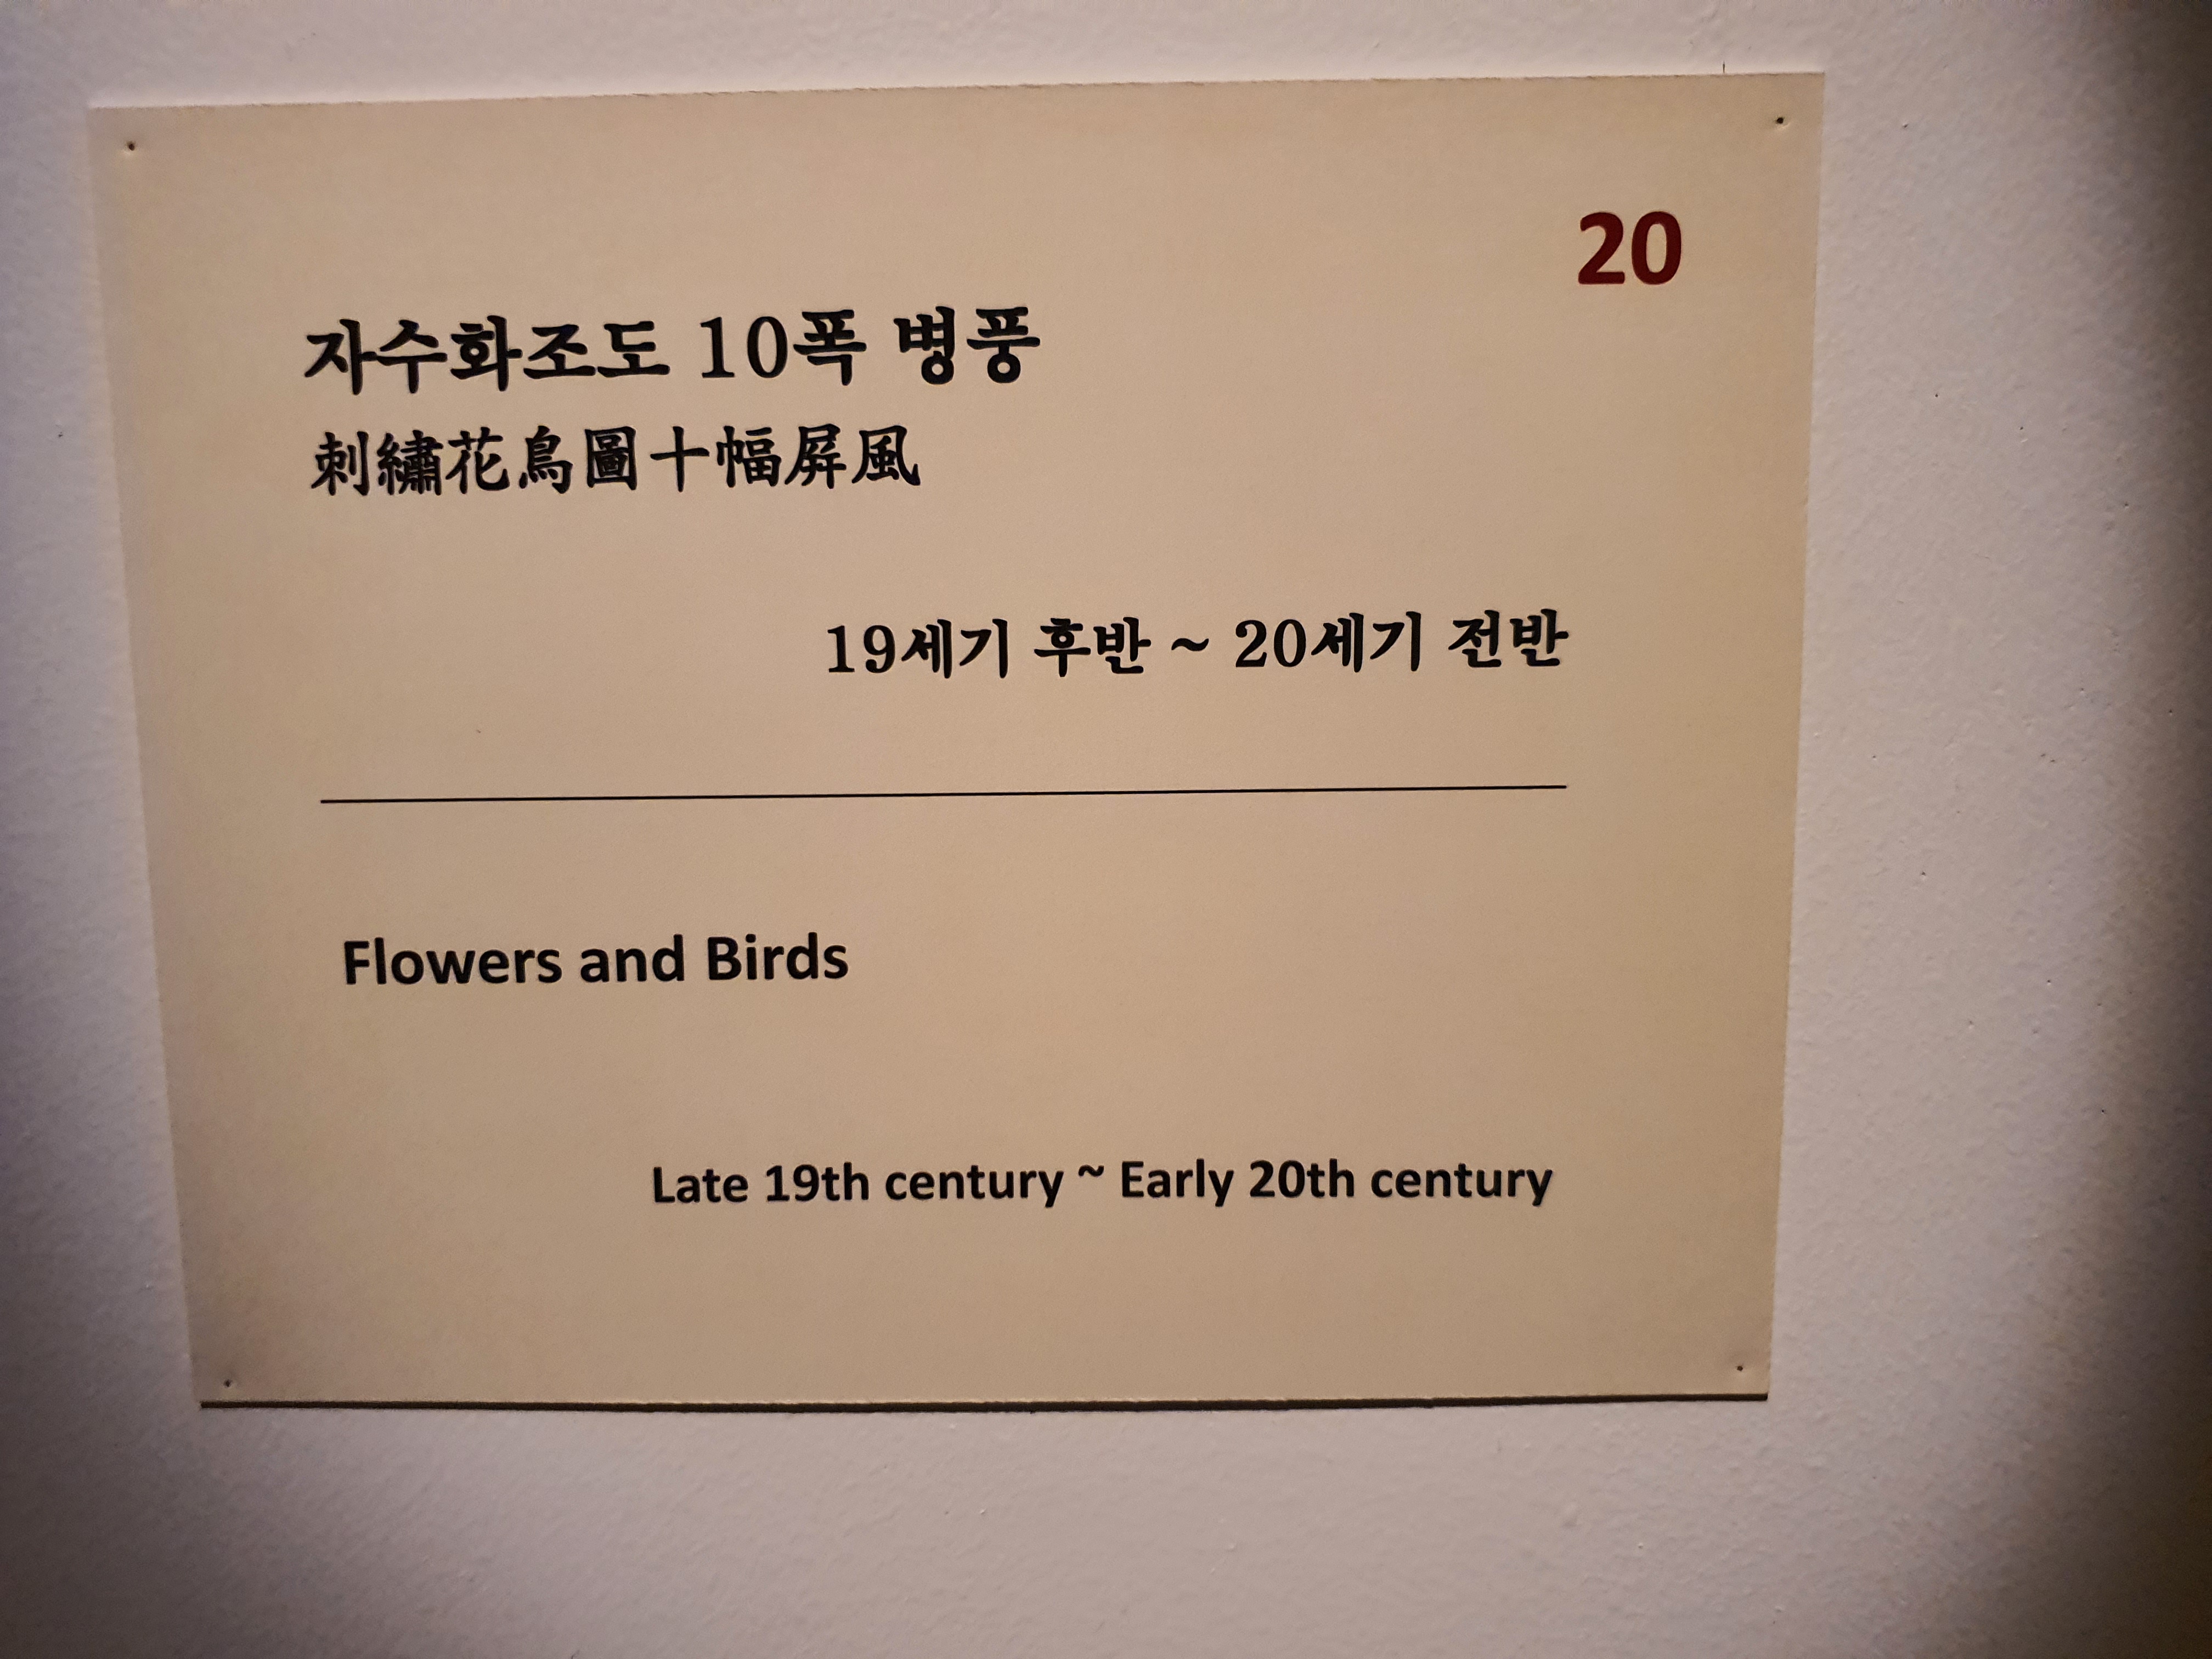 20
자수화조도 10폭 병풍
刺繡花鳥圖十幅屛風
19세기 후반 ~ 20세기 전반
Flowers and Birds
Late 19th century ~ Early 20th century